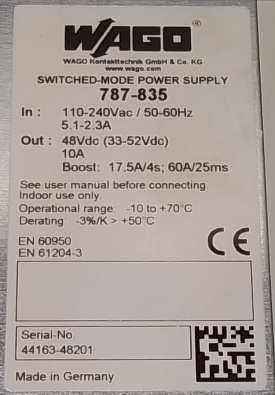 WAGO®
WAGO Kontakttechnik GmbH & Co. KG
www.wago.com
SWITCHED-MODE POWER SUPPLY
787-835
In : 110-240Vac / 50-60Hz
5.1-2.3A
Out : 48Vdc (33-52Vdc)
10A
Boost: 17.5A/4s; 60A/25ms
See user manual before connecting.
Indoor use only.
Operational range: -10 to +70°C
Derating: -3%/K > +50°C
EN 60950
EN 61204-3
CE
Serial-No
44163-48201
Made in Germany